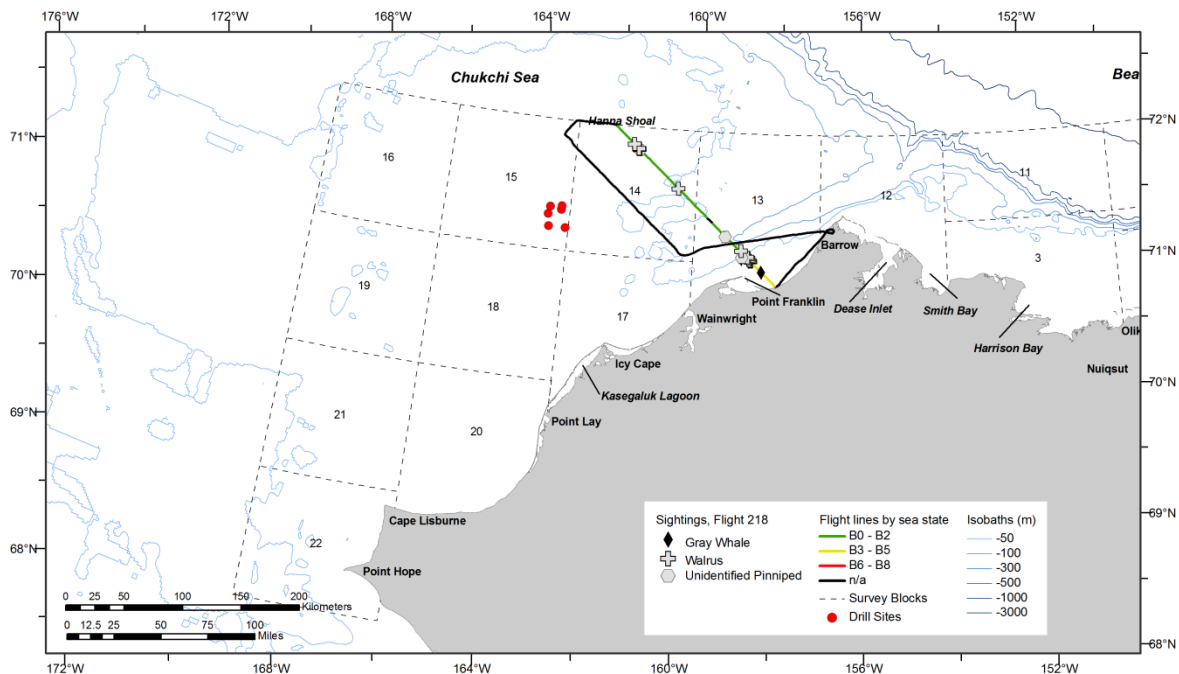 176°W 172°W 168°W 164°W 160°W 156°W 152°W
Chukchi Sea
Bea
72°N
71°N
Hanna Shoal
16
15
14
13
12
11
Barrow
71°N
3
70°N
19
18
17
Point Franklin
Dease Inlet
Smith Bay
Wainwright
Harrison Bay
Olik
Icy Cape
Nuiqsut
Kasegaluk Lagoon
70°N
69°N
21
20
Point Lay
Cape Lisburne
69°N
68°N
22
Point Hope
Sightings, Flight 218
Gray Whale
Walrus
Unidentified Pinniped
Flight lines by sea state
B0 - B2
B3 - B5
B6 - B8
n/a
Survey Blocks
Drill Sites
Isobaths (m)
-50
-100
-300
-500
-1000
-3000
0 25 50 100 150 200
Kilometers
0 12.5 25 50 75 100
Miles
68°N
172°W 168°W 164°W 160°W 156°W 152°W